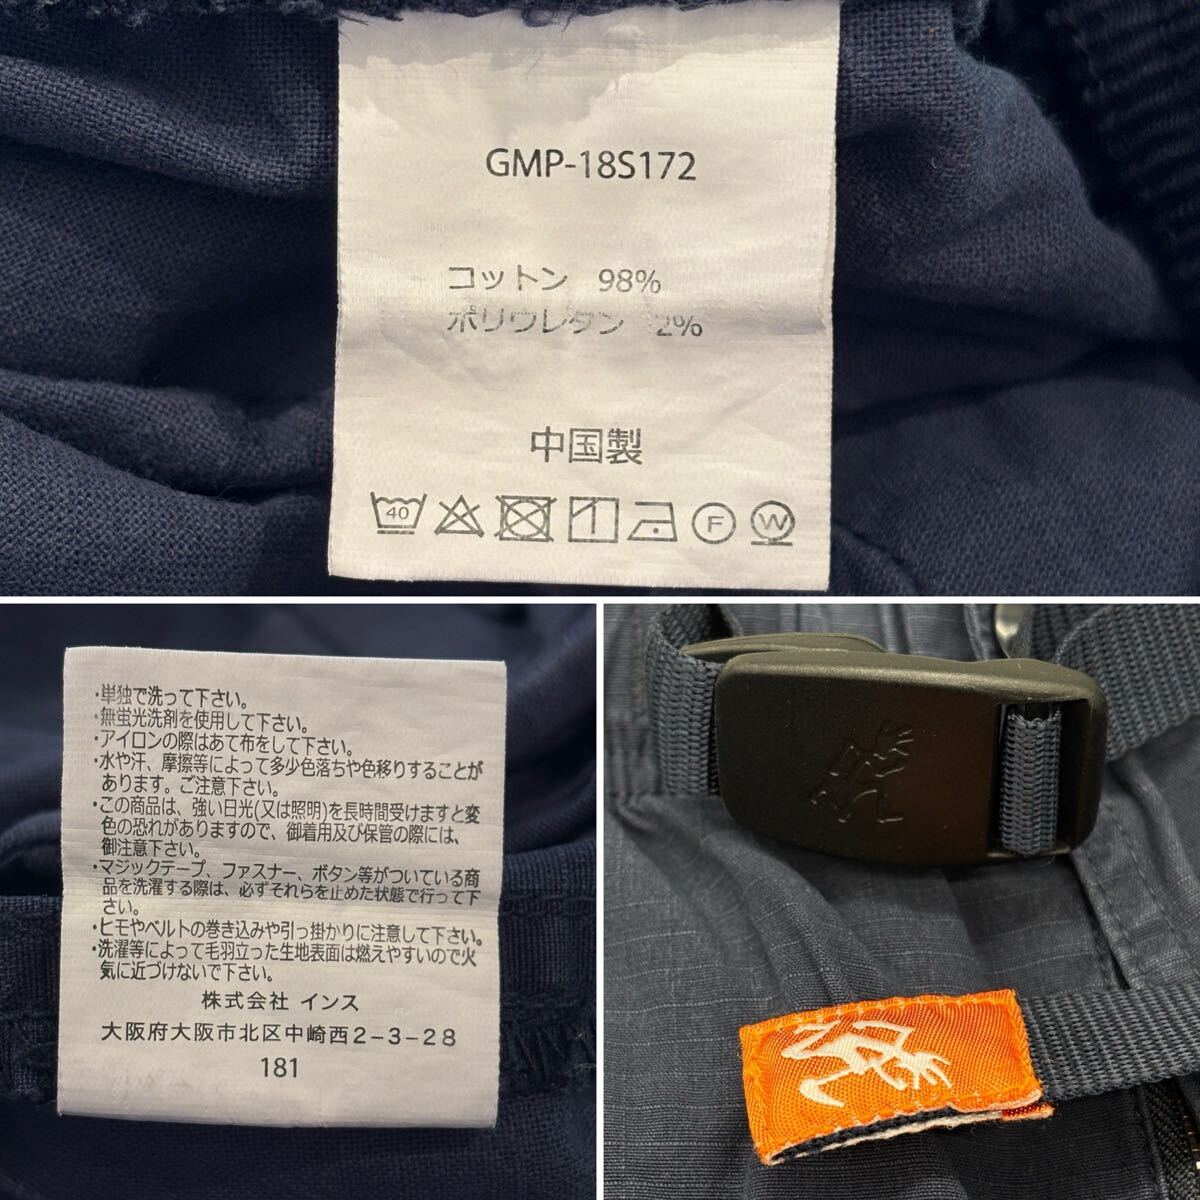 GMP-18S172
コットン 98%
ポリウレタン 2%
中国製
40
F
W
・単独で洗って下さい。
・無蛍光洗剤を使用して下さい。
・アイロンの際はあて布をして下さい。
・水や汗、摩擦等によって多少色落ちや色移りすることが
あります。ご注意下さい。
・この商品は、強い日光(又は照明)を長時間受けますと変
色の恐れがありますので、御着用及び保管の際には、
御注意下さい。
・マジックテープ、ファスナー、ボタン等がついている商
品を洗濯する際は、必ずそれらを止めた状態で行って下
さい。
・ヒモやベルトの巻き込みや引っ掛かりに注意して下さい。
・洗濯等によって毛羽立った生地表面は燃えやすいので火
気に近づけないで下さい。
株式会社 インス
大阪府大阪市北区中崎西2-3-28
181